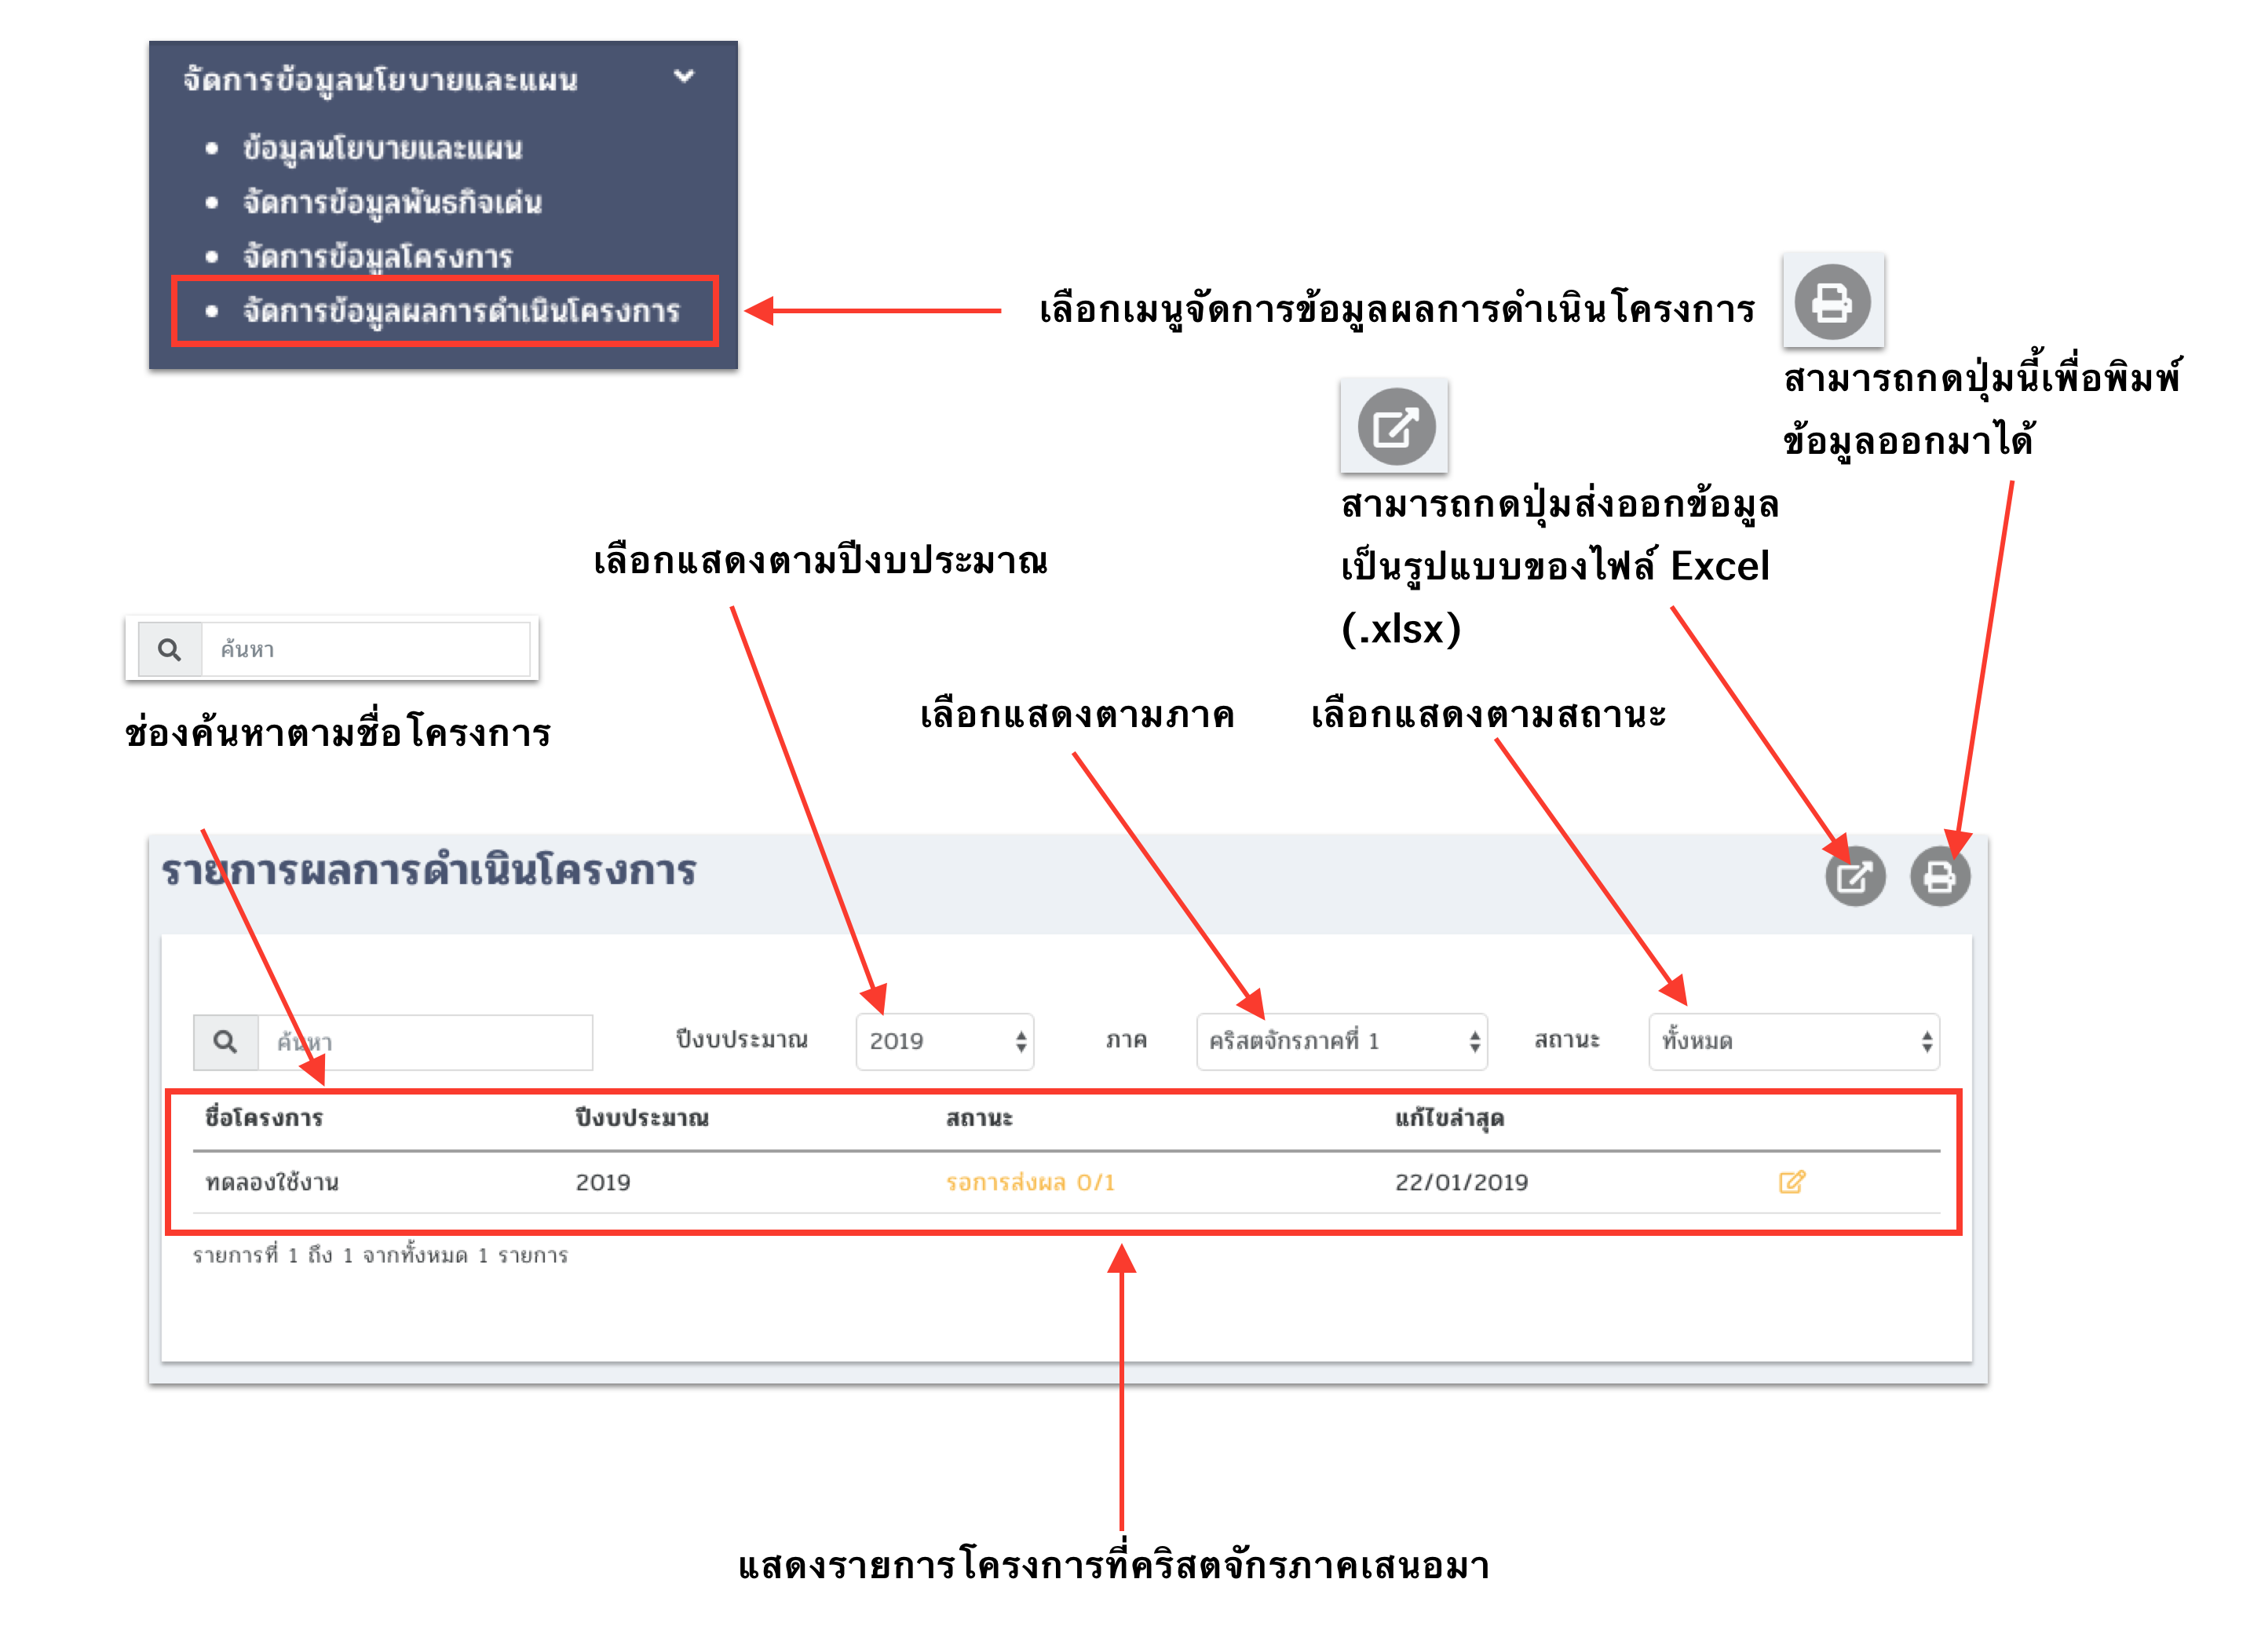 จัดการข้อมูลนโยบายและแผน
ข้อมูลนโยบายและแผน
จัดการข้อมูลพันธกิจเด่น
จัดการข้อมูลโครงการ
จัดการข้อมูลผลการดำเนินโครงการ
เลือกเมนูจัดการข้อมูลผลการดำเนินโครงการ
สามารถกดปุ่มนี้เพื่อพิมพ์
ข้อมูลออกมาได้
สามารถกดปุ่มส่งออกข้อมูล
เป็นรูปแบบของไฟล์ Excel
(.xlsx)
เลือกแสดงตามปีงบประมาณ
ค้นหา
ช่องค้นหาตามชื่อโครงการ
เลือกแสดงตามภาค
เลือกแสดงตามสถานะ
รายการผลการดำเนินโครงการ
ค้นหา ปีงบประมาณ 2019 ภาค คริสตจักรภาคที่ 1 สถานะ ทั้งหมด
ชื่อโครงการ ปีงบประมาณ สถานะ แก้ไขล่าสุด
ทดลองใช้งาน 2019 รอการส่งผล 0/1 22/01/2019
รายการที่ 1 ถึง 1 จากทั้งหมด 1 รายการ
แสดงรายการโครงการที่คริสตจักรภาคเสนอมา